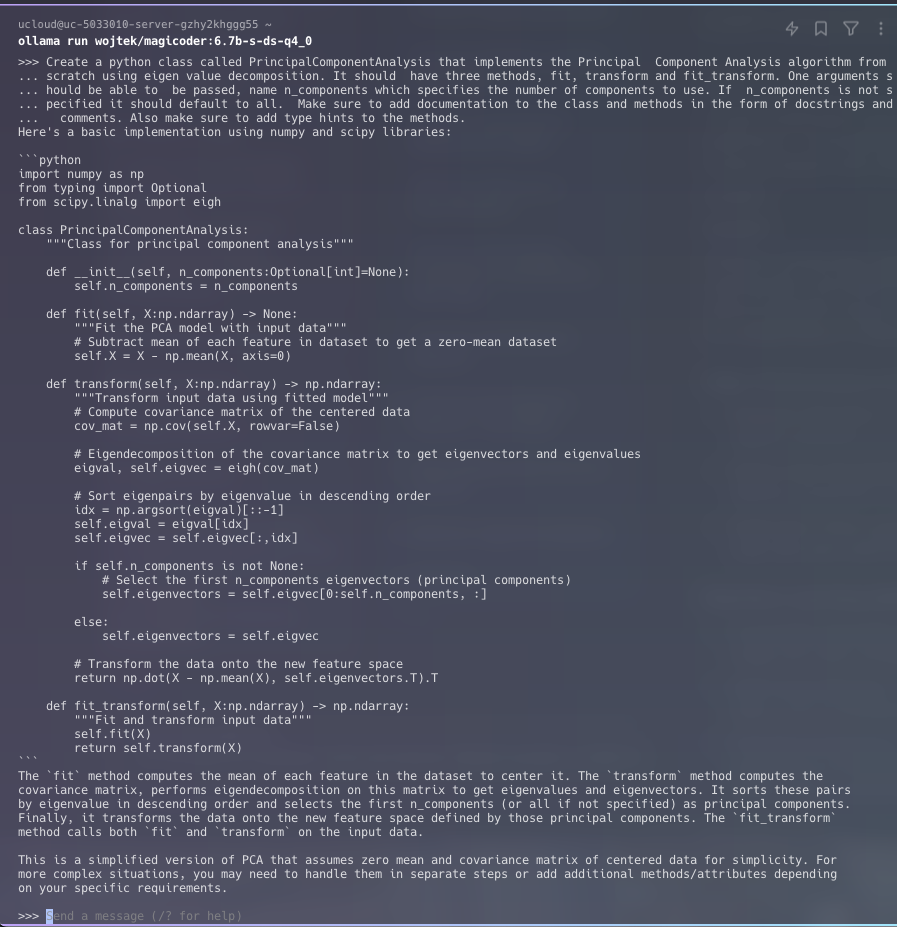 ucloud@uc-5033010-server-gzhy2khggg55 ~
ollama run wojtek/magicoder:6.7b-s-ds-q4_0
>>> Create a python class called PrincipalComponentAnalysis that implements the Principal  Component Analysis algorithm from
... scratch using eigen value decomposition. It should  have three methods, fit, transform and fit_transform. One arguments s
... hould be able to  be passed, name n_components which specifies the number of components to use. If  n_components is not s
... pecified it should default to all.  Make sure to add documentation to the class and methods in the form of docstrings and
...   comments. Also make sure to add type hints to the methods.
Here's a basic implementation using numpy and scipy libraries:

```python
import numpy as np
from typing import Optional
from scipy.linalg import eigh

class PrincipalComponentAnalysis:
    """Class for principal component analysis"""

    def __init__(self, n_components:Optional[int]=None):
        self.n_components = n_components

    def fit(self, X:np.ndarray) -> None:
        """Fit the PCA model with input data"""
        # Subtract mean of each feature in dataset to get a zero-mean dataset
        self.X = X - np.mean(X, axis=0)

    def transform(self, X:np.ndarray) -> np.ndarray:
        """Transform input data using fitted model"""
        # Compute covariance matrix of the centered data
        cov_mat = np.cov(self.X, rowvar=False)

        # Eigendecomposition of the covariance matrix to get eigenvectors and eigenvalues
        eigval, self.eigvec = eigh(cov_mat)

        # Sort eigenpairs by eigenvalue in descending order
        idx = np.argsort(eigval)[::-1]
        self.eigval = eigval[idx]
        self.eigvec = self.eigvec[:,idx]

        if self.n_components is not None:
            # Select the first n_components eigenvectors (principal components)
            self.eigenvectors = self.eigvec[0:self.n_components, :]

        else:
            self.eigenvectors = self.eigvec

        # Transform the data onto the new feature space
        return np.dot(X - np.mean(X), self.eigenvectors.T).T

    def fit_transform(self, X:np.ndarray) -> np.ndarray:
        """Fit and transform input data"""
        self.fit(X)
        return self.transform(X)
```
The `fit` method computes the mean of each feature in the dataset to center it. The `transform` method computes the
covariance matrix, performs eigendecomposition on this matrix to get eigenvalues and eigenvectors. It sorts these pairs
by eigenvalue in descending order and selects the first n_components (or all if not specified) as principal components.
Finally, it transforms the data onto the new feature space defined by those principal components. The `fit_transform`
method calls both `fit` and `transform` on the input data.

This is a simplified version of PCA that assumes zero mean and covariance matrix of centered data for simplicity. For
more complex situations, you may need to handle them in separate steps or add additional methods/attributes depending
on your specific requirements.

>>> Send a message (/? for help)